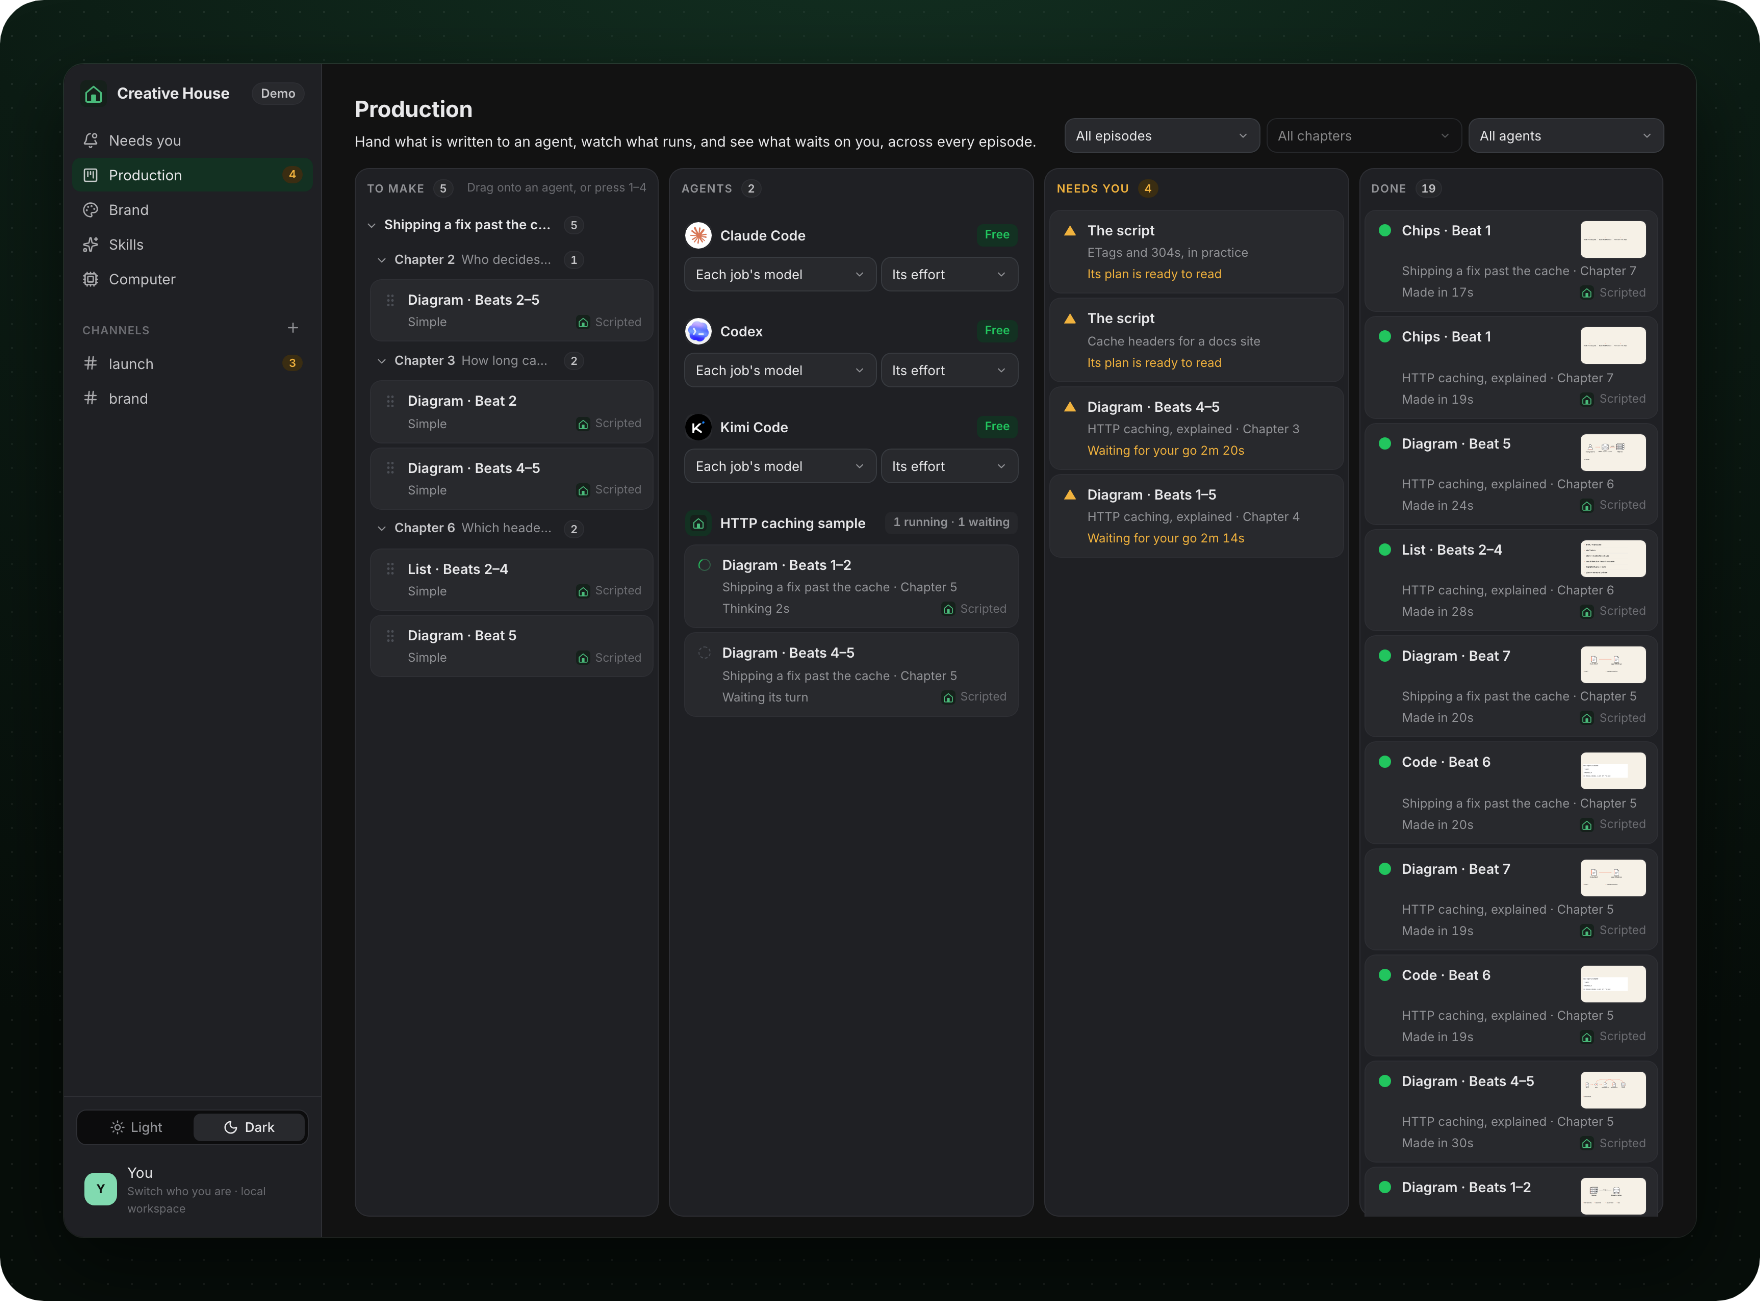 Creative House
Demo
Needs you
Production
4
Brand
Skills
Computer
CHANNELS
launch
3
brand
Light
Dark
Y
You
Switch who you are · local
workspace
Production
Hand what is written to an agent, watch what runs, and see what waits on you, across every episode.
All episodes
All chapters
All agents
TO MAKE 5
Drag onto an agent, or press 1–4
Shipping a fix past the c... 5
Chapter 2 Who decides... 1
Diagram · Beats 2–5
Simple
Scripted
Chapter 3 How long ca... 2
Diagram · Beat 2
Simple
Scripted
Diagram · Beats 4–5
Simple
Scripted
Chapter 6 Which heade... 2
List · Beats 2–4
Simple
Scripted
Diagram · Beat 5
Simple
Scripted
AGENTS 2
Claude Code
Free
Each job's model
Its effort
Codex
Free
Each job's model
Its effort
Kimi Code
Free
Each job's model
Its effort
HTTP caching sample
1 running · 1 waiting
Diagram · Beats 1–2
Shipping a fix past the cache · Chapter 5
Thinking 2s
Scripted
Diagram · Beats 4–5
Shipping a fix past the cache · Chapter 5
Waiting its turn
Scripted
NEEDS YOU 4
The script
ETags and 304s, in practice
Its plan is ready to read
The script
Cache headers for a docs site
Its plan is ready to read
Diagram · Beats 4–5
HTTP caching, explained · Chapter 3
Waiting for your go 2m 20s
Diagram · Beats 1–5
HTTP caching, explained · Chapter 4
Waiting for your go 2m 14s
DONE 19
Chips · Beat 1
Shipping a fix past the cache · Chapter 7
Made in 17s
Scripted
Chips · Beat 1
HTTP caching, explained · Chapter 7
Made in 19s
Scripted
Diagram · Beat 5
HTTP caching, explained · Chapter 6
Made in 24s
Scripted
List · Beats 2–4
HTTP caching, explained · Chapter 6
Made in 28s
Scripted
Diagram · Beat 7
Shipping a fix past the cache · Chapter 5
Made in 20s
Scripted
Code · Beat 6
Shipping a fix past the cache · Chapter 5
Made in 20s
Scripted
Diagram · Beat 7
HTTP caching, explained · Chapter 5
Made in 19s
Scripted
Code · Beat 6
HTTP caching, explained · Chapter 5
Made in 19s
Scripted
Diagram · Beats 4–5
HTTP caching, explained · Chapter 5
Made in 30s
Scripted
Diagram · Beats 1–2